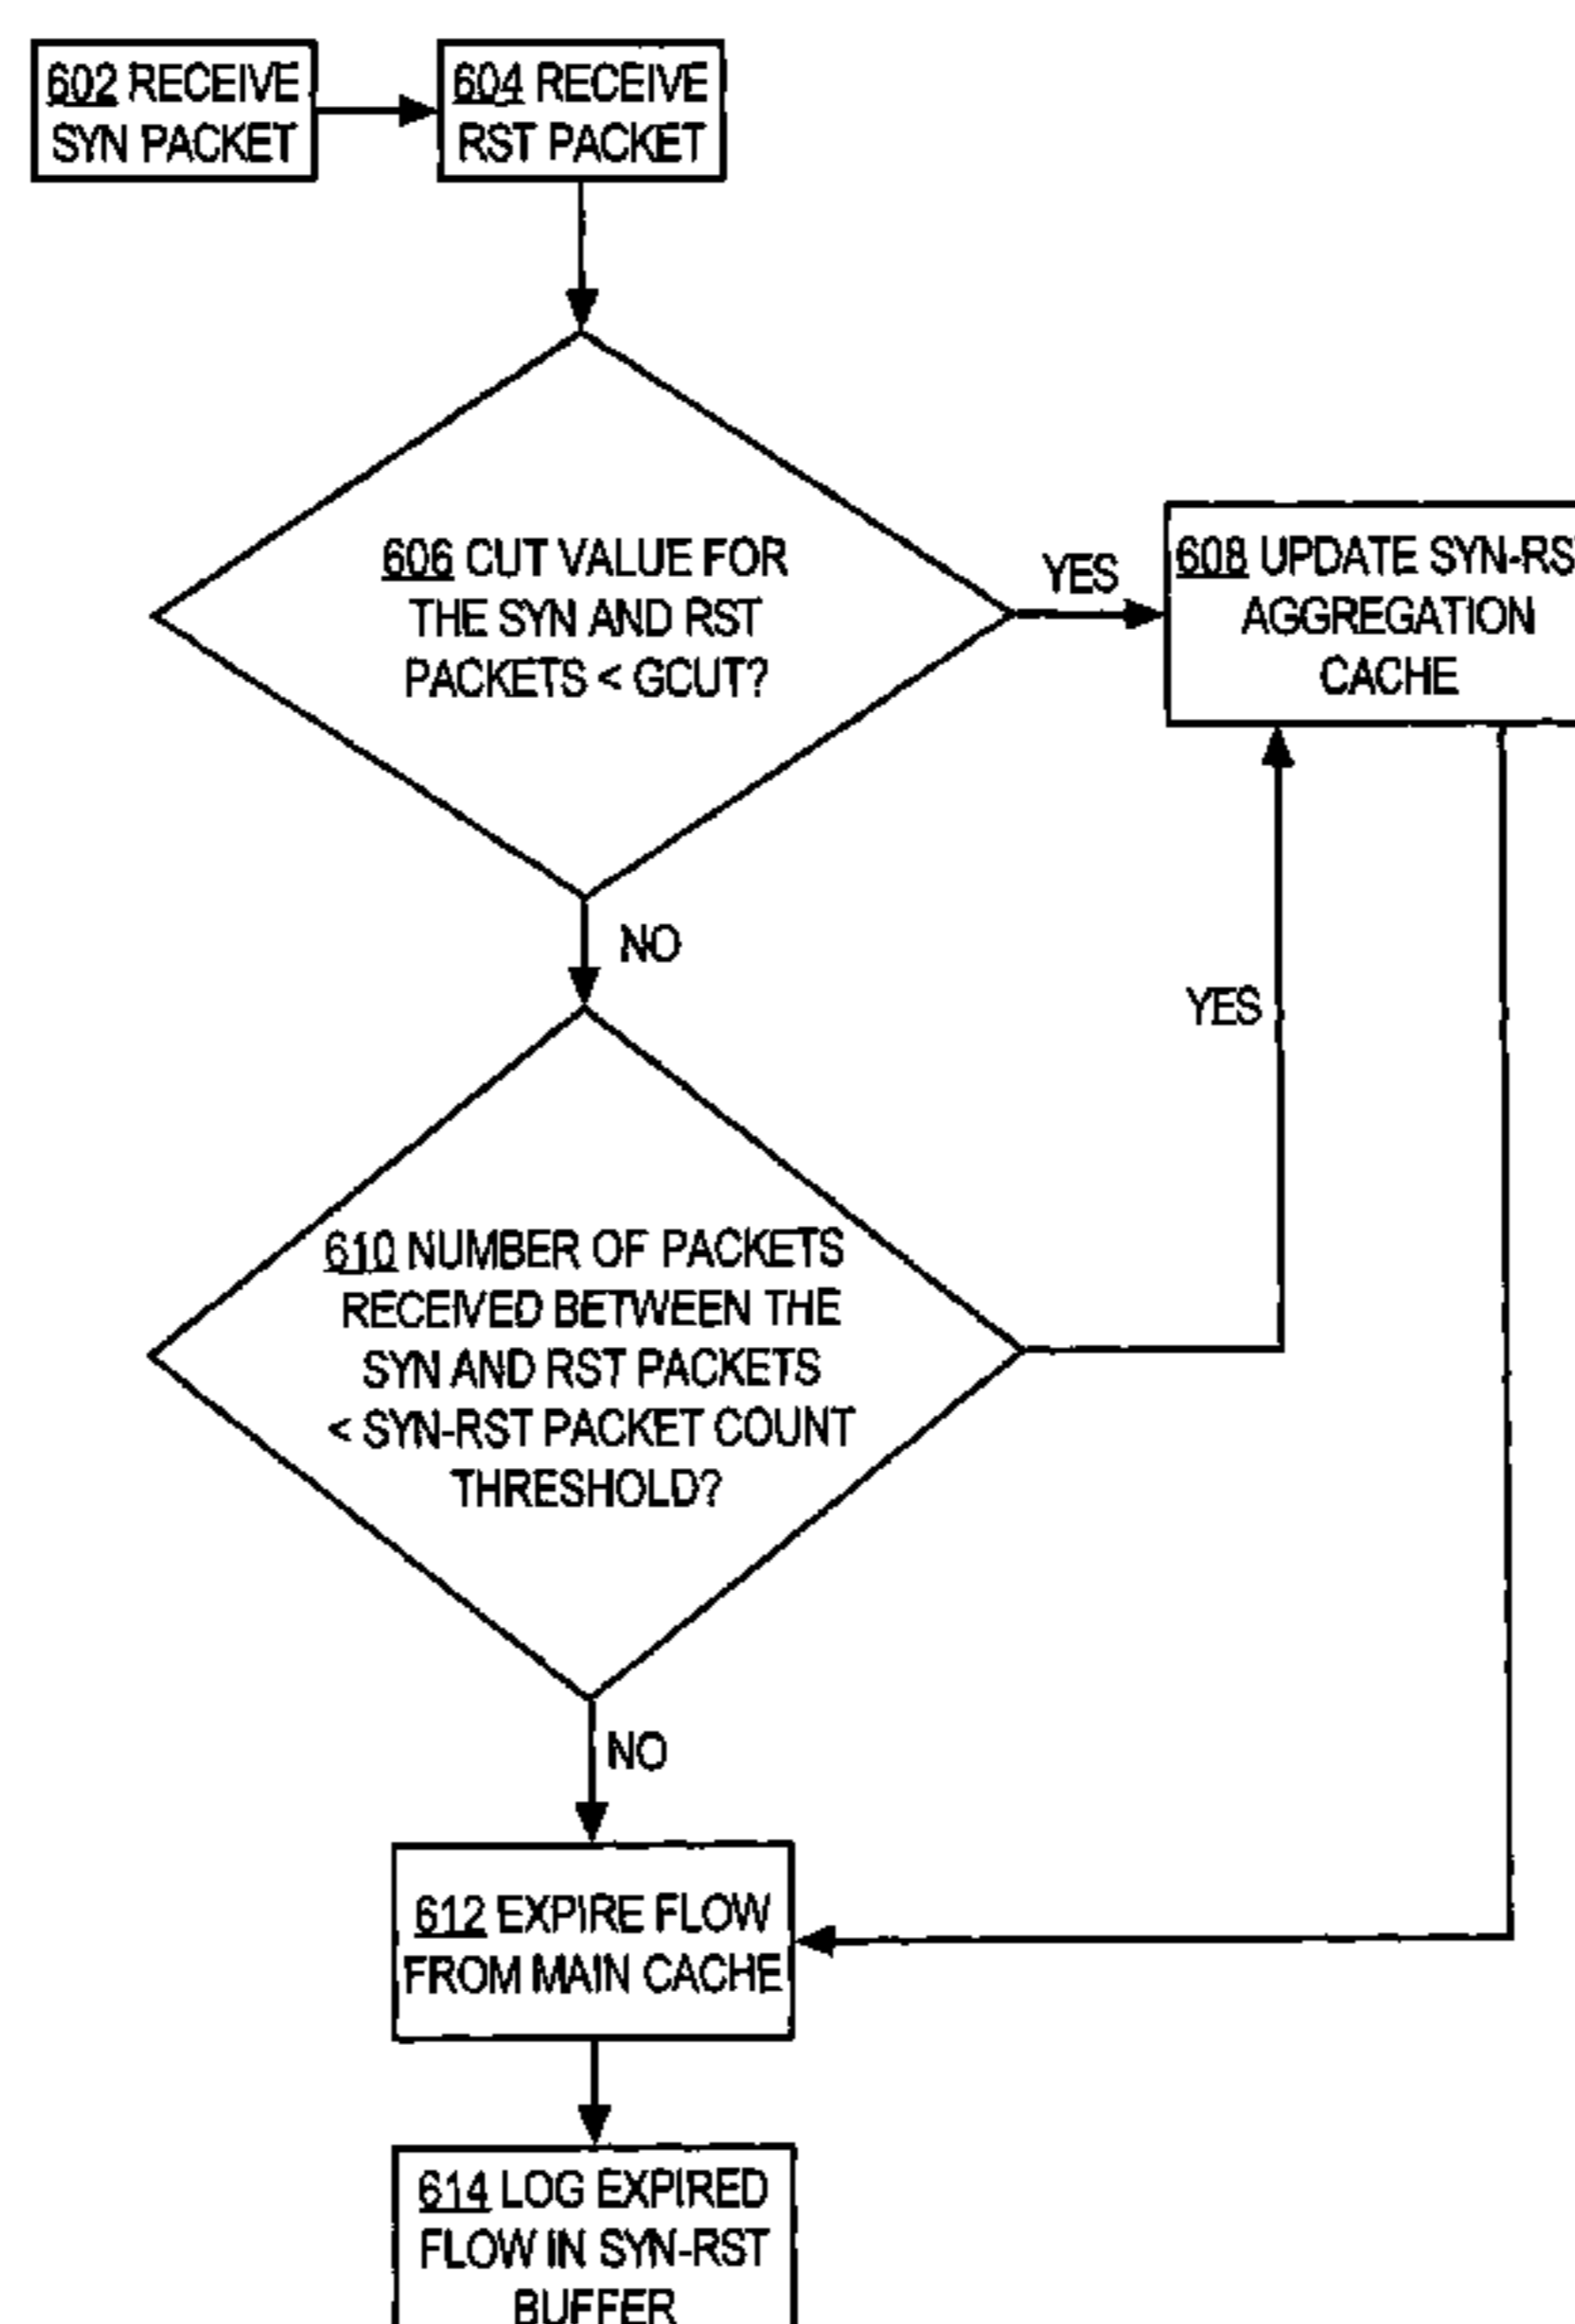 602 RECEIVE
SYN PACKET
604 RECEIVE
RST PACKET
606 CUT VALUE FOR
THE SYN AND RST
PACKETS < GCUT?
YES
608 UPDATE SYN-RS
AGGREGATION
CACHE
NO
YES
610 NUMBER OF PACKETS
RECEIVED BETWEEN THE
SYN AND RST PACKETS
< SYN-RST PACKET COUNT
THRESHOLD?
NO
612 EXPIRE FLOW
FROM MAIN CACHE
614 LOG EXPIRED
FLOW IN SYN-RST
BUFFER